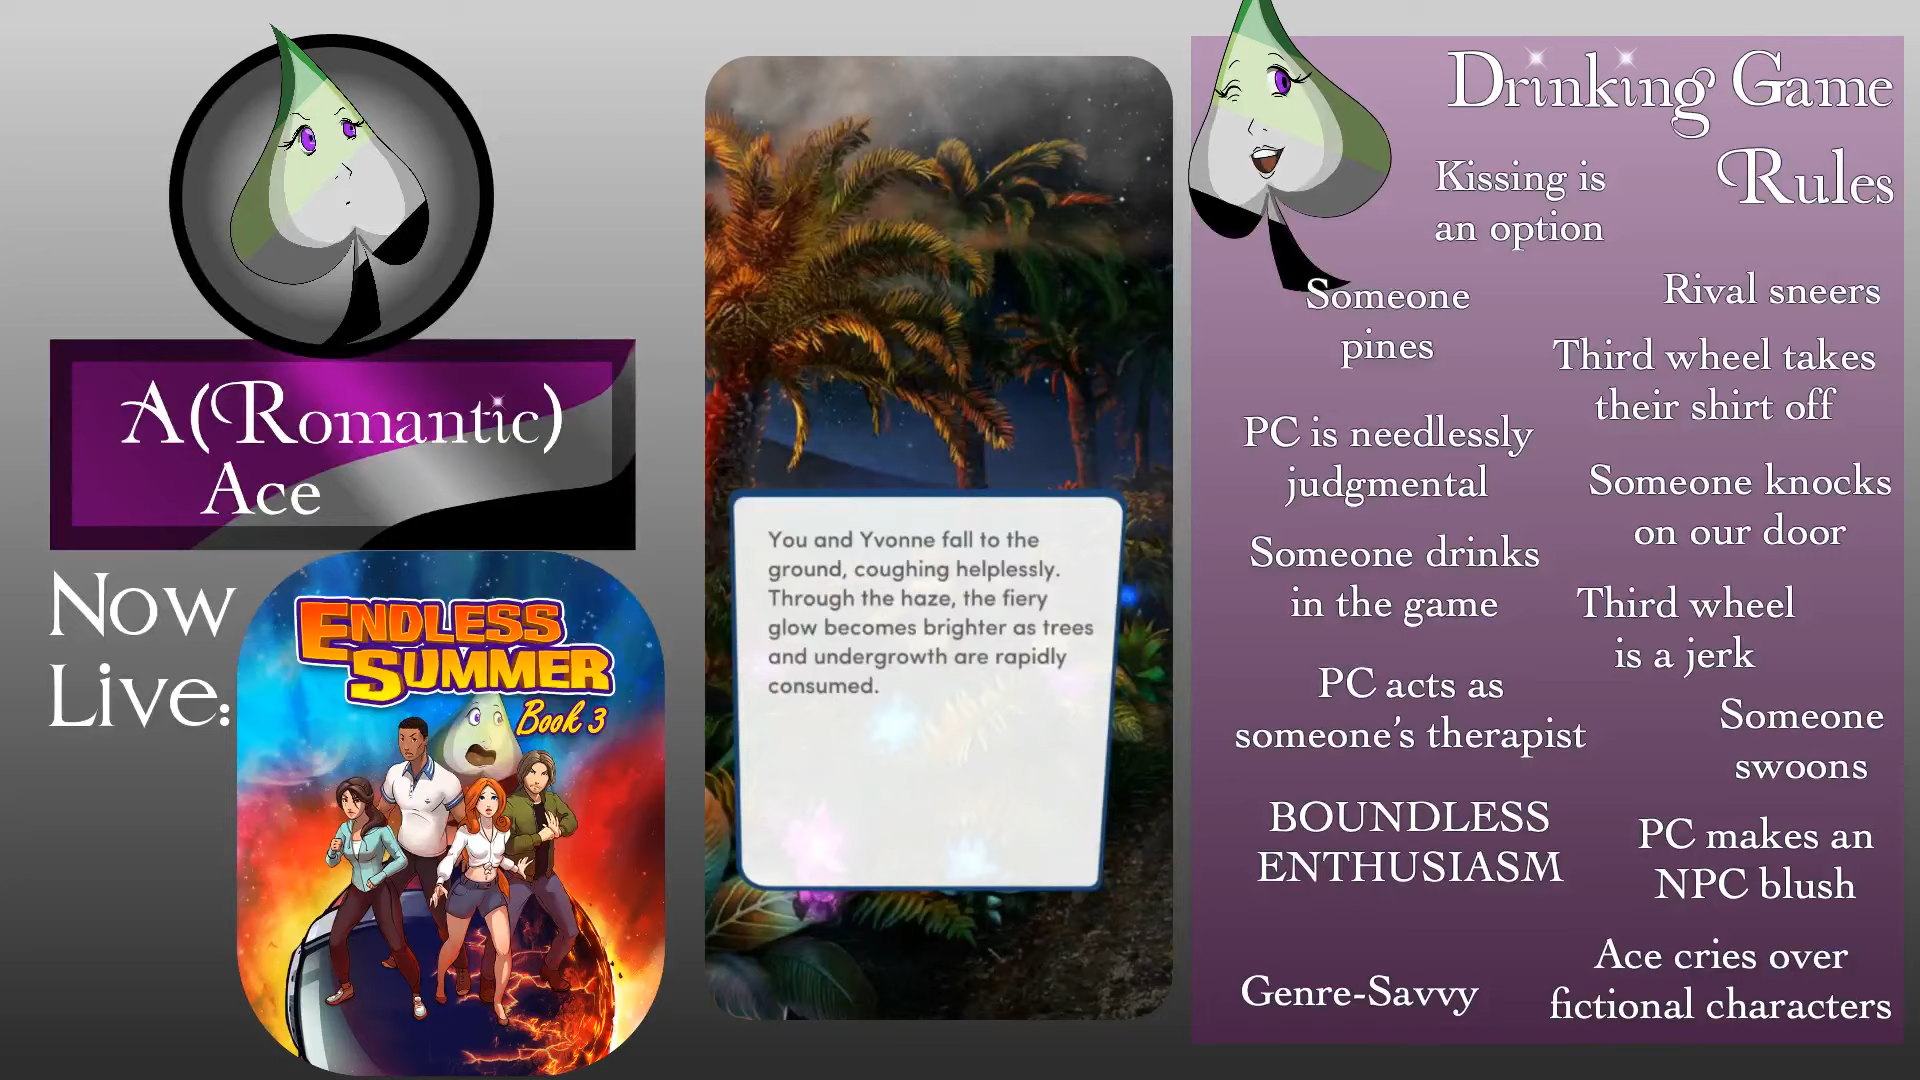 A(Romantic)
Ace
Now
Live:
ENDLESS
SUMMER
Book 3
You and Yvonne fall to the
ground, coughing helplessly.
Through the haze, the fiery
glow becomes brighter as trees
and undergrowth are rapidly
consumed.
Drinking Game
Rules
Kissing is
an option
Someone
pines
Rival sneers
Third wheel takes
their shirt off
PC is needlessly
judgmental
Someone knocks
on our door
Someone drinks
in the game
Third wheel
is a jerk
PC acts as
someone's therapist
Someone
swoons
BOUNDLESS
ENTHUSIASM
PC makes an
NPC blush
Genre-Savvy
Ace cries over
fictional characters